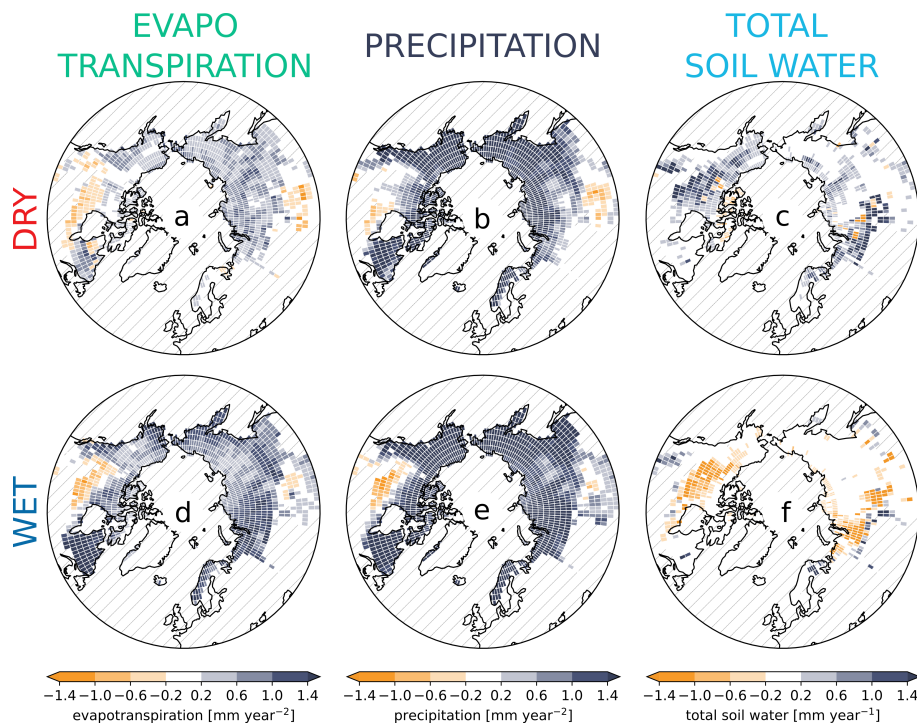 EVAPO
TRANSPIRATION
PRECIPITATION
TOTAL
SOIL WATER
DRY
a
b
c
WET
d
e
f
−1.4 −1.0 −0.6 −0.2 0.2 0.6 1.0 1.4
evapotranspiration [mm year⁻²]
−1.4 −1.0 −0.6 −0.2 0.2 0.6 1.0 1.4
precipitation [mm year⁻²]
−1.4 −1.0 −0.6 −0.2 0.2 0.6 1.0 1.4
total soil water [mm year⁻¹]